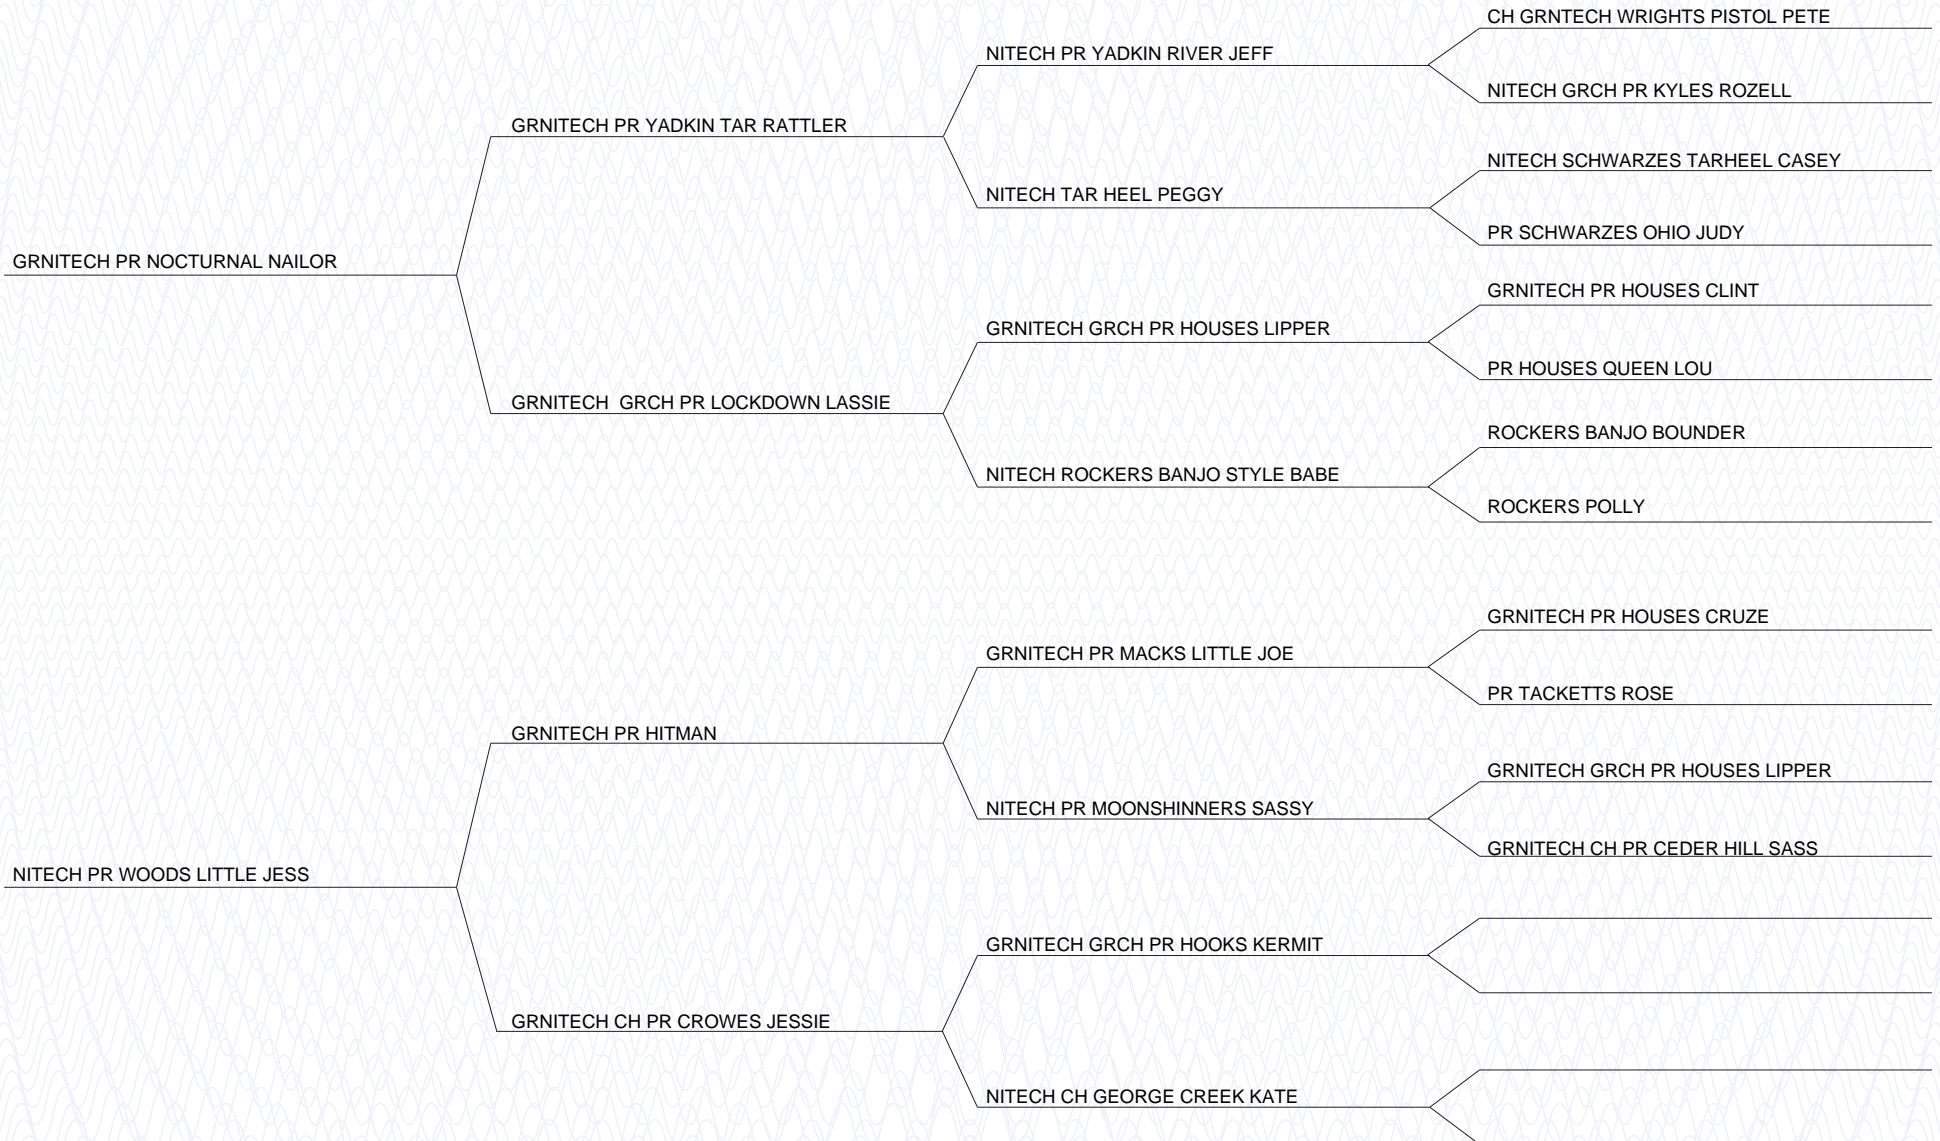 CH GRNTECH WRIGHTS PISTOL PETE
NITECH PR YADKIN RIVER JEFF
NITECH GRCH PR KYLES ROZELL
GRNITECH PR YADKIN TAR RATTLER
NITECH SCHWARZES TARHEEL CASEY
NITECH TAR HEEL PEGGY
PR SCHWARZES OHIO JUDY
GRNITECH PR NOCTURNAL NAILOR
GRNITECH PR HOUSES CLINT
GRNITECH GRCH PR HOUSES LIPPER
PR HOUSES QUEEN LOU
GRNITECH  GRCH PR LOCKDOWN LASSIE
ROCKERS BANJO BOUNDER
NITECH ROCKERS BANJO STYLE BABE
ROCKERS POLLY
GRNITECH PR HOUSES CRUZE
GRNITECH PR MACKS LITTLE JOE
PR TACKETTS ROSE
GRNITECH PR HITMAN
GRNITECH GRCH PR HOUSES LIPPER
NITECH PR MOONSHINNERS SASSY
GRNITECH CH PR CEDER HILL SASS
NITECH PR WOODS LITTLE JESS
GRNITECH GRCH PR HOOKS KERMIT
GRNITECH CH PR CROWES JESSIE
NITECH CH GEORGE CREEK KATE